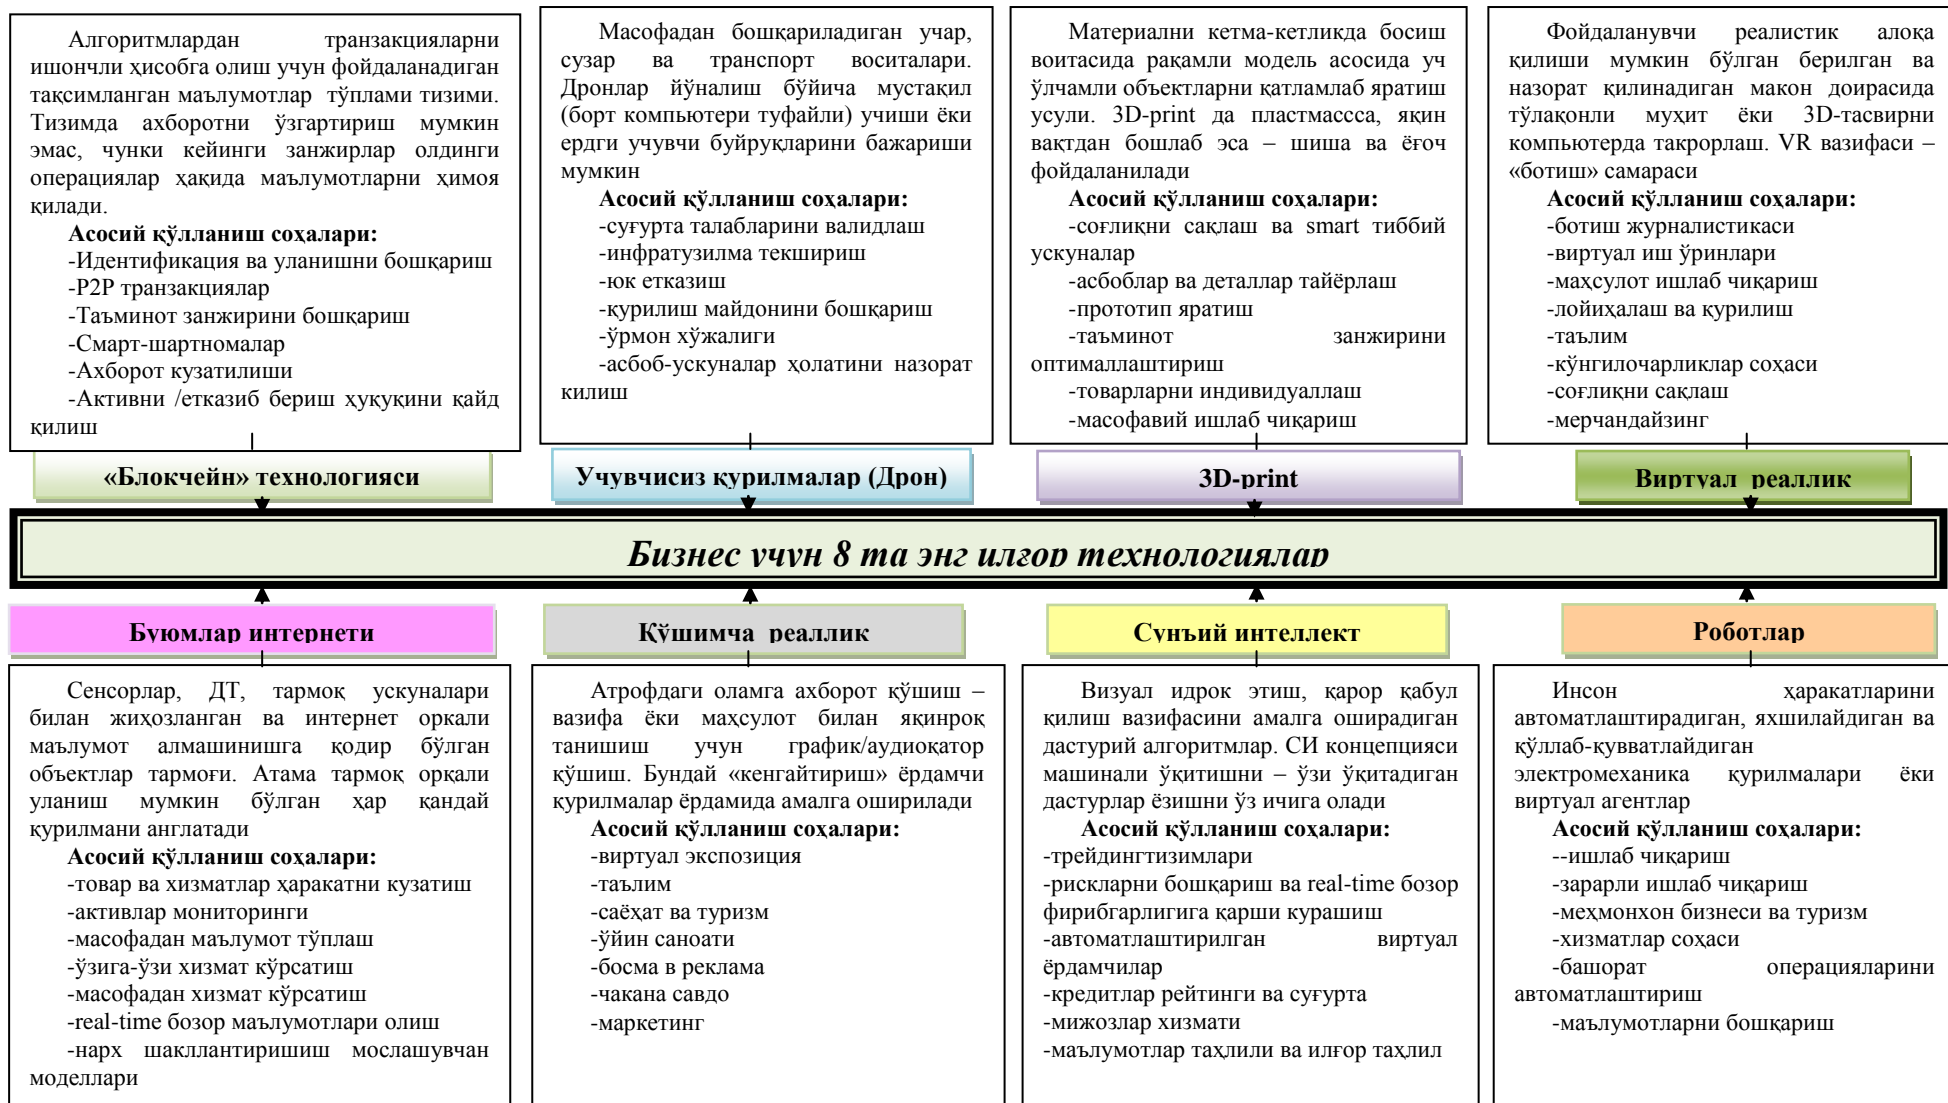 Алгоритмлардан транзакцияларни
ишончли ҳисобга олиш учун фойдаланадиган
тақсимланган маълумотлар тўплами тизими.
Тизимда ахборотни ўзгартириш мумкин
эмас, чунки кейинги занжирлар олдинги
операциялар ҳақида маълумотларни ҳимоя
қилади.
Асосий қўлланиш соҳалари:
-Идентификация ва уланишни бошқариш
-P2P транзакциялар
-Таъминот занжирини бошқариш
-Смарт-шартномалар
-Ахборот кузатилиши
-Активни /етказиб бериш ҳуқуқини қайд
қилиш
Масофадан бошқариладиган учар,
сузар ва транспорт воситалари.
Дронлар йўналиш бўйича мустақил
(борт компьютери туфайли) учиши ёки
ердги учувчи буйруқларини бажариши
мумкин
Асосий қўлланиш соҳалари:
-суғурта талабларини валидлаш
-инфратузилма текшириш
-юк етказиш
-қурилиш майдонини бошқариш
-ўрмон хўжалиги
-асбоб-ускуналар ҳолатини назорат
килиш
Материални кетма-кетликда босиш
воитасида рақамли модель асосида уч
ўлчамли объектларни қатламлаб яратиш
усули. 3D-print да пластмассса, яқин
вақтдан бошлаб эса – шиша ва ёғоч
фойдаланилади
Асосий қўлланиш соҳалари:
-соғлиқни сақлаш ва smart тиббий
ускуналар
-асбоблар ва деталлар тайёрлаш
-прототип яратиш
-таъминот занжирини
оптималлаштириш
-товарларни индивидуаллаш
-масофавий ишлаб чиқариш
Фойдаланувчи реалистик алоқа
қилиши мумкин бўлган берилган ва
назорат қилинадиган макон доирасида
тўлақонли муҳит ёки 3D-тасвирни
компьютерда такрорлаш. VR вазифаси –
«ботиш» самараси
Асосий қўлланиш соҳалари:
-ботиш журналистикаси
-виртуал иш ўринлари
-маҳсулот ишлаб чиқариш
-лойиҳалаш ва қурилиш
-таълим
-кўнгилочарликлар соҳаси
-соғлиқни сақлаш
-мерчандайзинг
«Блокчейн» технологияси
Учувчисиз қурилмалар (Дрон)
3D-print
Виртуал реаллик
Бизнес учун 8 та энг илғор технологиялар
Буюмлар интернети
Қўшимча реаллик
Сунъий интеллект
Роботлар
Сенсорлар, ДТ, тармоқ ускуналари
билан жиҳозланган ва интернет оркали
маълумот алмашинишга қодир бўлган
объектлар тармоғи. Атама тармоқ орқали
уланиш мумкин бўлган ҳар қандай
қурилмани англатади
Асосий қўлланиш соҳалари:
-товар ва хизматлар ҳаракатни кузатиш
-активлар мониторинги
-масофадан маълумот тўплаш
-ўзига-ўзи хизмат кўрсатиш
-масофадан хизмат кўрсатиш
-real-time бозор маълумотлари олиш
-нарх шакллантиришиш мослашувчан
моделлари
Атрофдаги оламга ахборот қўшиш –
вазифа ёки маҳсулот билан яқинроқ
танишиш учун график/аудиоқатор
қўшиш. Бундай «кенгайтириш» ёрдамчи
қурилмалар ёрдамида амалга оширилади
Асосий қўлланиш соҳалари:
-виртуал экспозиция
-таълим
-саёҳат ва туризм
-ўйин саноати
-босма в реклама
-чакана савдо
-маркетинг
Визуал идрок этиш, қарор қабул
қилиш вазифасини амалга оширадиган
дастурий алгоритмлар. СИ концепцияси
машинали ўқитишни – ўзи ўқитадиган
дастурлар ёзишни ўз ичига олади
Асосий қўлланиш соҳалари:
-трейдингтизимлари
-рискларни бошқариш ва real-time бозор
фирибгарлигига қарши курашиш
-автоматлаштирилган виртуал
ёрдамчилар
-кредитлар рейтинги ва суғурта
-мижозлар хизмати
-маълумотлар таҳлили ва илғор таҳлил
Инсон ҳаракатларини
автоматлаштирадиган, яхшилайдиган ва
қўллаб-қувватлайдиган
электромеханика қурилмалари ёки
виртуал агентлар
Асосий қўлланиш соҳалари:
--ишлаб чиқариш
-зарарли ишлаб чиқариш
-меҳмонхон бизнеси ва туризм
-хизматлар соҳаси
-башорат операцияларини
автоматлаштириш
-маълумотларни бошқариш